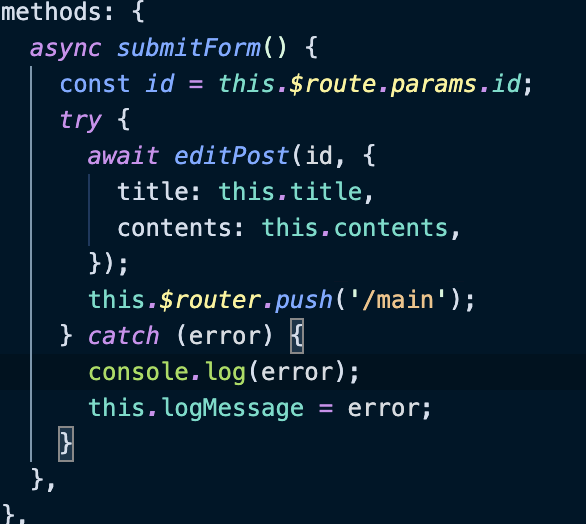 methods: {
async submitForm() {
const id = this.$route.params.id;
try {
await editPost(id, {
title: this.title,
contents: this.contents,
});
this.$router.push('/main');
} catch (error) {
console.log(error);
this.logMessage = error;
}
},
},